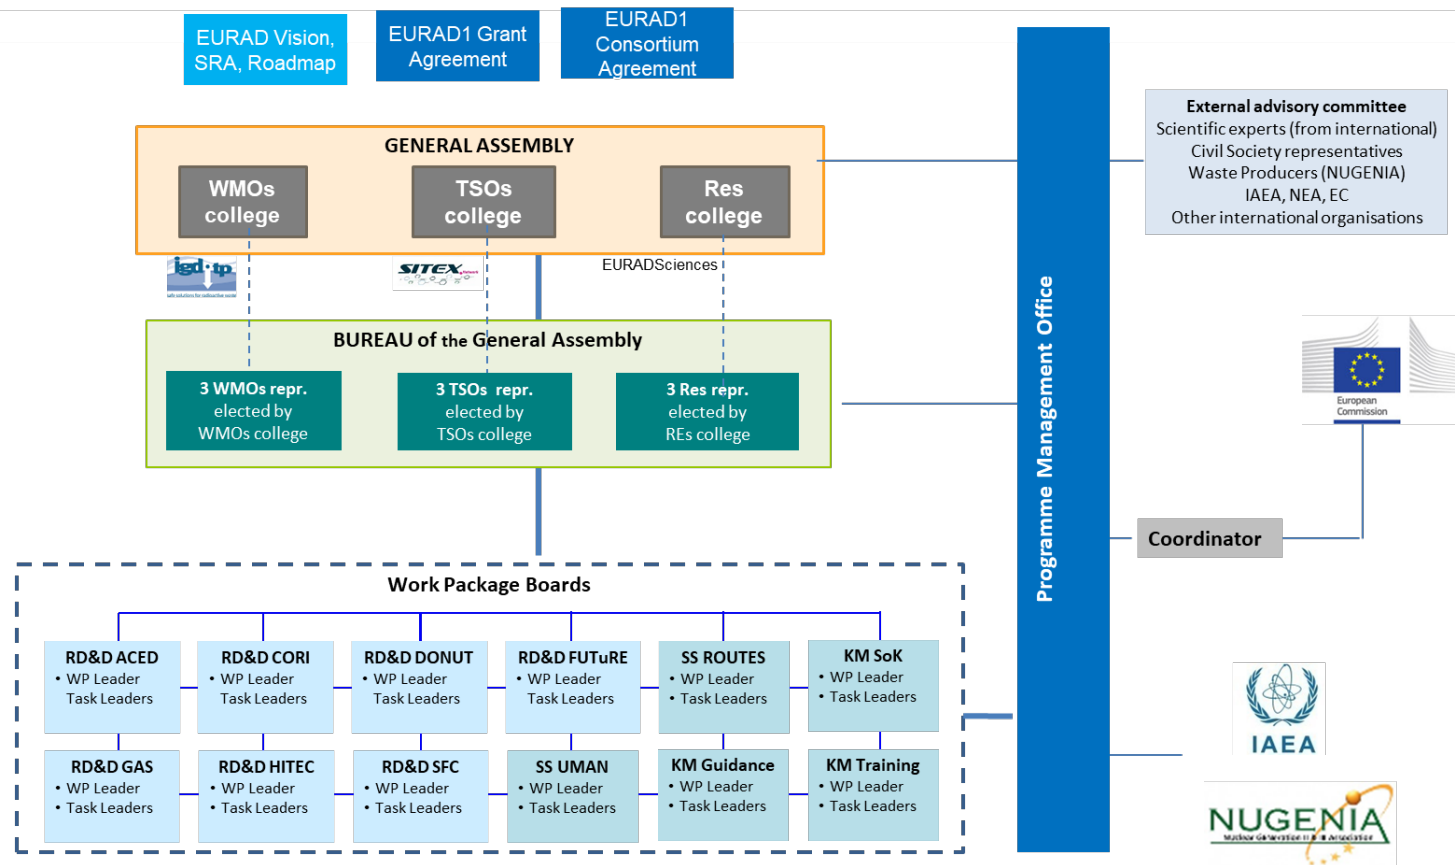 EURAD Vision,
SRA, Roadmap
EURAD1 Grant
Agreement
EURAD1
Consortium
Agreement
GENERAL ASSEMBLY
WMOs
college
TSOs
college
Res
college
igd·tp
SITEX
EURADSciences
BUREAU of the General Assembly
3 WMOs repr.
elected by
WMOs college
3 TSOs repr.
elected by
TSOs college
3 Res repr.
elected by
REs college
Work Package Boards
RD&D ACED
• WP Leader
Task Leaders
RD&D CORI
• WP Leader
Task Leaders
RD&D DONUT
• WP Leader
Task Leaders
RD&D FUTuRE
• WP Leader
Task Leaders
SS ROUTES
• WP Leader
• Task Leaders
KM SoK
• WP Leader
• Task Leaders
RD&D GAS
• WP Leader
• Task Leaders
RD&D HITEC
• WP Leader
• Task Leaders
RD&D SFC
• WP Leader
• Task Leaders
SS UMAN
• WP Leader
• Task Leaders
KM Guidance
• WP Leader
• Task Leaders
KM Training
• WP Leader
• Task Leaders
Programme Management Office
External advisory committee
Scientific experts (from international)
Civil Society representatives
Waste Producers (NUGENIA)
IAEA, NEA, EC
Other international organisations
European
Commission
Coordinator
IAEA
NUGENIA